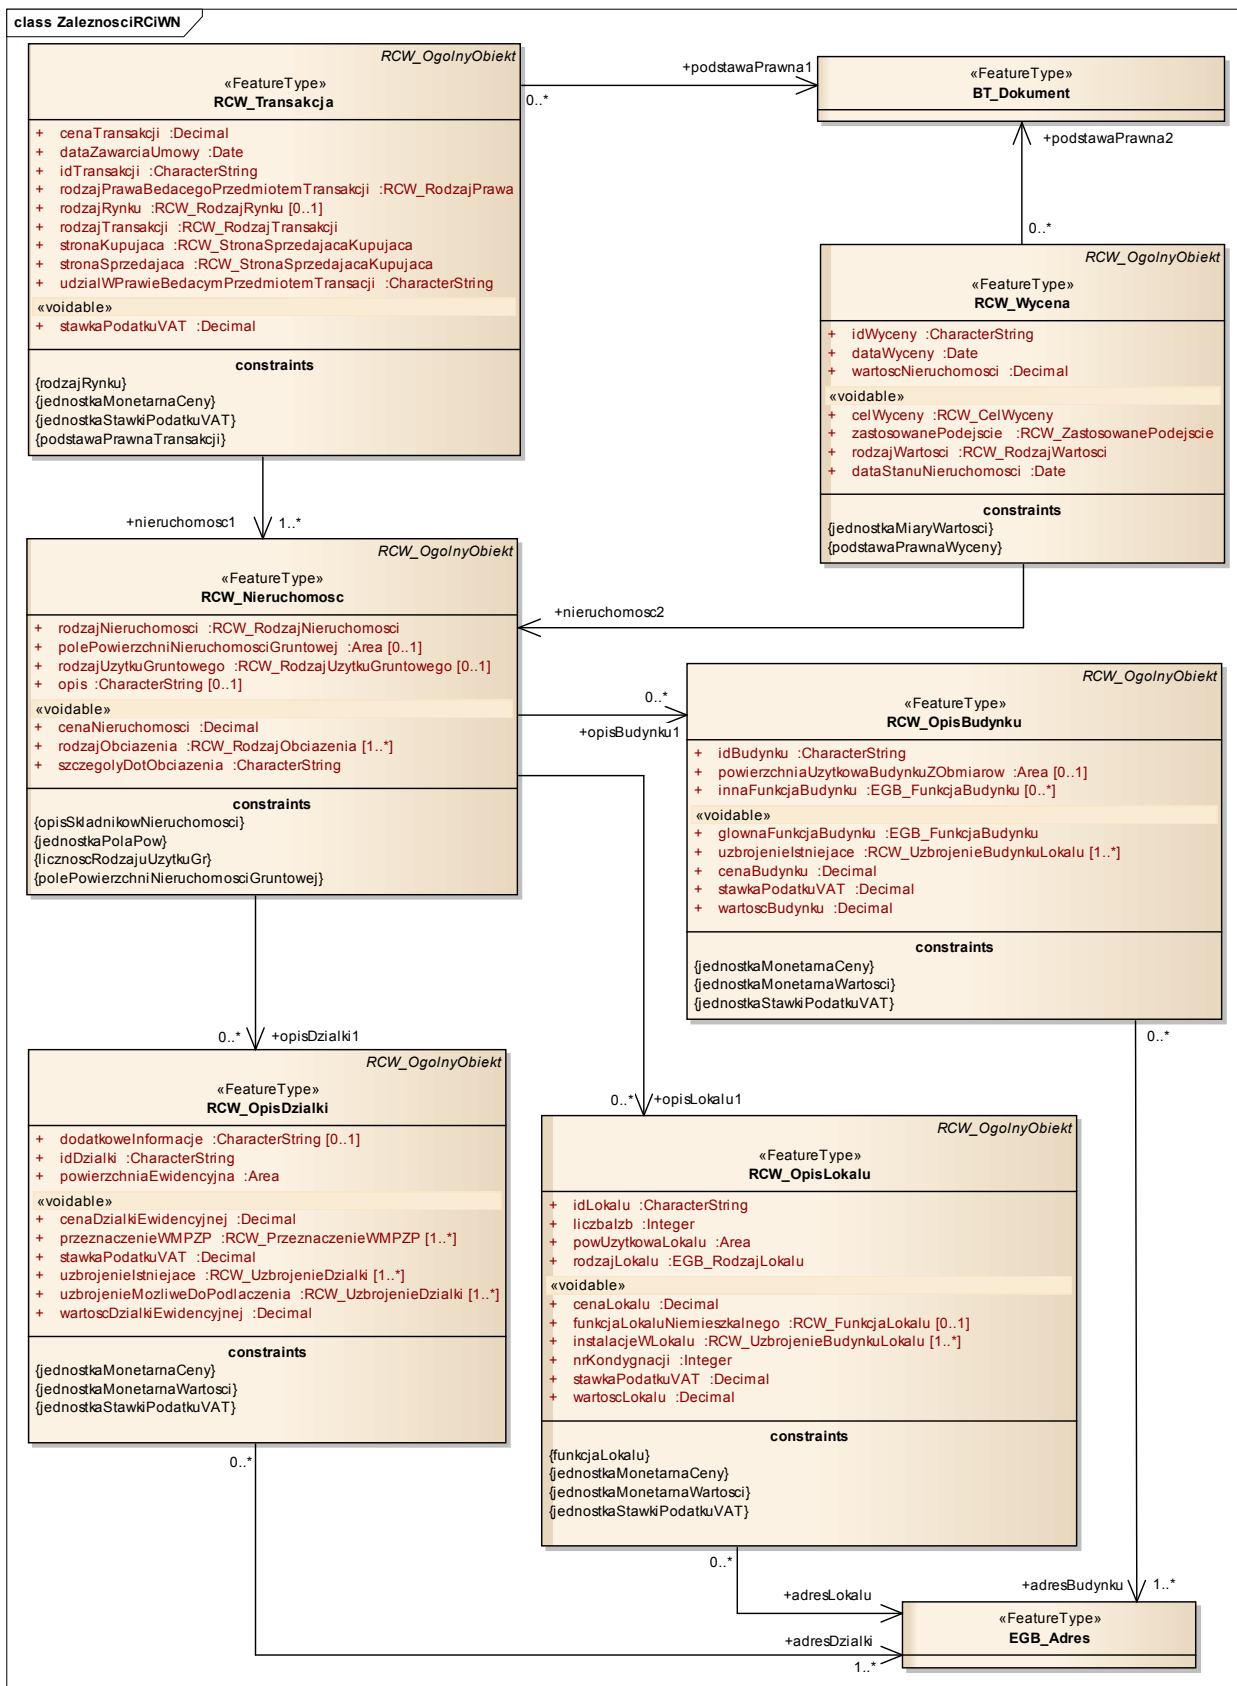 class ZaleznosciRCiWN
RCW_OgolnyObiekt
«FeatureType»
RCW_Transakcja
+ cenaTransakcji :Decimal
+ dataZawarciaUmowy :Date
+ idTransakcji :CharacterString
+ rodzajPrawaBedacegoPrzedmiotemTransakcji :RCW_RodzajPrawa
+ rodzajRynku :RCW_RodzajRynku [0..1]
+ rodzajTransakcji :RCW_RodzajTransakcji
+ stronaKupujaca :RCW_StronaSprzedajacaKupujaca
+ stronaSprzedajaca :RCW_StronaSprzedajacaKupujaca
+ udzialWPrawieBedacymPrzedmiotemTransacji :CharacterString
«voidable»
+ stawkaPodatkuVAT :Decimal
constraints
{rodzajRynku}
{jednostkaMonetarnaCeny}
{jednostkaStawkiPodatkuVAT}
{podstawaPrawnaTransakcji}
+podstawaPrawna1
0..*
«FeatureType»
BT_Dokument
+podstawaPrawna2
0..*
RCW_OgolnyObiekt
«FeatureType»
RCW_Wycena
+ idWyceny :CharacterString
+ dataWyceny :Date
+ wartoscNieruchomosci :Decimal
«voidable»
+ celWyceny :RCW_CelWyceny
+ zastosowanePodejscie :RCW_ZastosowanePodejscie
+ rodzajWartosci :RCW_RodzajWartosci
+ dataStanuNieruchomosci :Date
constraints
{jednostkaMiaryWartosci}
{podstawaPrawnaWyceny}
+nieruchomosc1
1..*
+nieruchomosc2
RCW_OgolnyObiekt
«FeatureType»
RCW_Nieruchomosc
+ rodzajNieruchomosci :RCW_RodzajNieruchomosci
+ polePowierzchniNieruchomosciGruntowej :Area [0..1]
+ rodzajUzytkuGruntowego :RCW_RodzajUzytkuGruntowego [0..1]
+ opis :CharacterString [0..1]
«voidable»
+ cenaNieruchomosci :Decimal
+ rodzajObciazenia :RCW_RodzajObciazenia [1..*]
+ szczegolyDotObciazenia :CharacterString
constraints
{opisSkladnikowNieruchomosci}
{jednostkaPolaPow}
{licznoscRodzajuUzytkuGr}
{polePowierzchniNieruchomosciGruntowej}
0..*
+opisBudynku1
RCW_OgolnyObiekt
«FeatureType»
RCW_OpisBudynku
+ idBudynku :CharacterString
+ powierzchniaUzytkowaBudynkuZObmiarow :Area [0..1]
+ innaFunkcjaBudynku :EGB_FunkcjaBudynku [0..*]
«voidable»
+ glownaFunkcjaBudynku :EGB_FunkcjaBudynku
+ uzbrojenieIstniejace :RCW_UzbrojenieBudynkuLokalu [1..*]
+ cenaBudynku :Decimal
+ stawkaPodatkuVAT :Decimal
+ wartoscBudynku :Decimal
constraints
{jednostkaMonetarnaCeny}
{jednostkaMonetarnaWartosci}
{jednostkaStawkiPodatkuVAT}
0..*
0..*
+opisDzialki1
RCW_OgolnyObiekt
«FeatureType»
RCW_OpisDzialki
+ dodatkoweInformacje :CharacterString [0..1]
+ idDzialki :CharacterString
+ powierzchniaEwidencyjna :Area
«voidable»
+ cenaDzialkiEwidencyjnej :Decimal
+ przeznaczenieWMPZP :RCW_PrzeznaczenieWMPZP [1..*]
+ stawkaPodatkuVAT :Decimal
+ uzbrojenieIstniejace :RCW_UzbrojenieDzialki [1..*]
+ uzbrojenieMozliweDoPodlaczenia :RCW_UzbrojenieDzialki [1..*]
+ wartoscDzialkiEwidencyjnej :Decimal
constraints
{jednostkaMonetarnaCeny}
{jednostkaMonetarnaWartosci}
{jednostkaStawkiPodatkuVAT}
0..*
0..*
+opisLokalu1
RCW_OgolnyObiekt
«FeatureType»
RCW_OpisLokalu
+ idLokalu :CharacterString
+ liczbaIzb :Integer
+ powUzytkowaLokalu :Area
+ rodzajLokalu :EGB_RodzajLokalu
«voidable»
+ cenaLokalu :Decimal
+ funkcjaLokaluNiemieszkalnego :RCW_FunkcjaLokalu [0..1]
+ instalacjeWLokalu :RCW_UzbrojenieBudynkuLokalu [1..*]
+ nrKondygnacji :Integer
+ stawkaPodatkuVAT :Decimal
+ wartoscLokalu :Decimal
constraints
{funkcjaLokalu}
{jednostkaMonetarnaCeny}
{jednostkaMonetarnaWartosci}
{jednostkaStawkiPodatkuVAT}
0..*
+adresLokalu
+adresBudynku
1..*
+adresDzialki
1..*
«FeatureType»
EGB_Adres